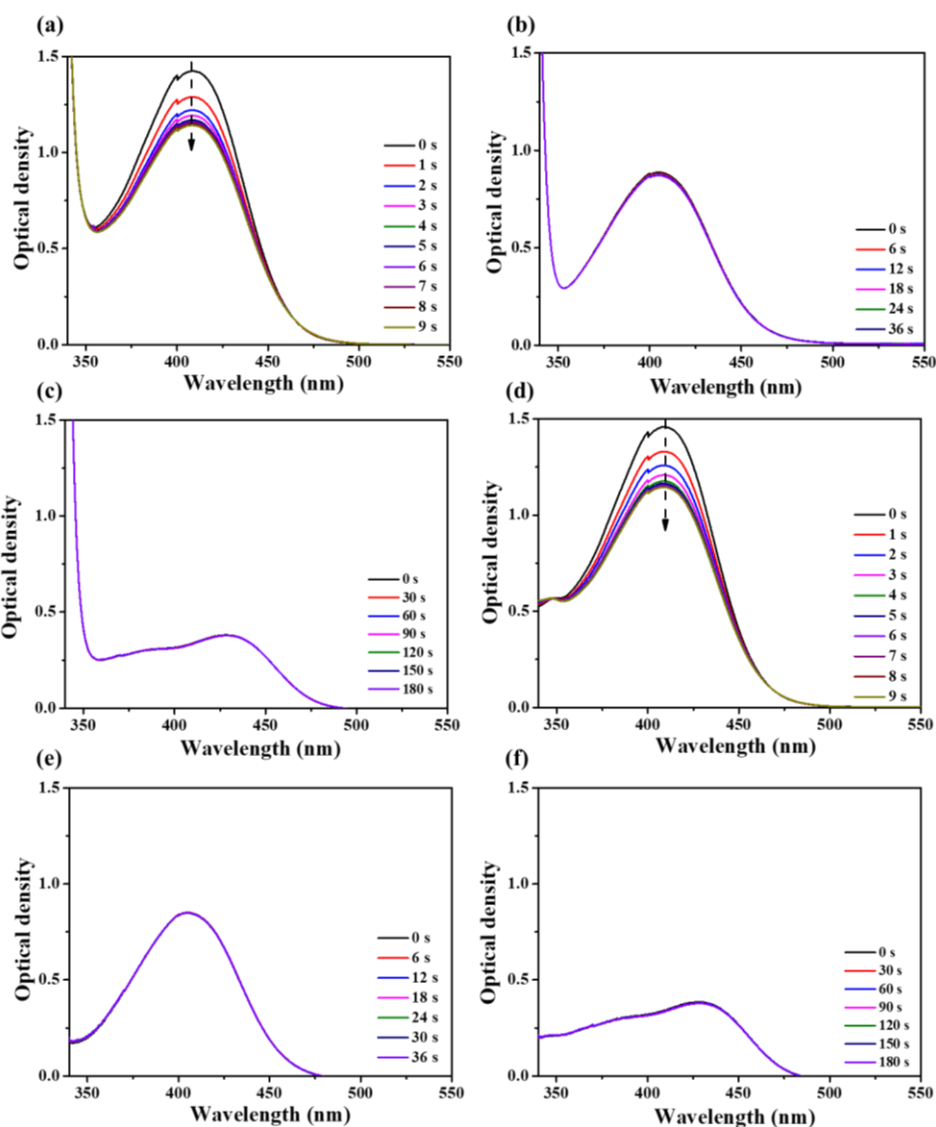 (a)
Optical density
1.5
1.0
0.5
0.0
350 400 450 500 550
Wavelength (nm)
0 s
1 s
2 s
3 s
4 s
5 s
6 s
7 s
8 s
9 s
(b)
Optical density
1.5
1.0
0.5
0.0
350 400 450 500 550
Wavelength (nm)
0 s
6 s
12 s
18 s
24 s
36 s
(c)
Optical density
1.5
1.0
0.5
0.0
350 400 450 500 550
Wavelength (nm)
0 s
30 s
60 s
90 s
120 s
150 s
180 s
(d)
Optical density
1.5
1.0
0.5
0.0
350 400 450 500 550
Wavelength (nm)
0 s
1 s
2 s
3 s
4 s
5 s
6 s
7 s
8 s
9 s
(e)
Optical density
1.5
1.0
0.5
0.0
350 400 450 500 550
Wavelength (nm)
0 s
6 s
12 s
18 s
24 s
30 s
36 s
(f)
Optical density
1.5
1.0
0.5
0.0
350 400 450 500 550
Wavelength (nm)
0 s
30 s
60 s
90 s
120 s
150 s
180 s